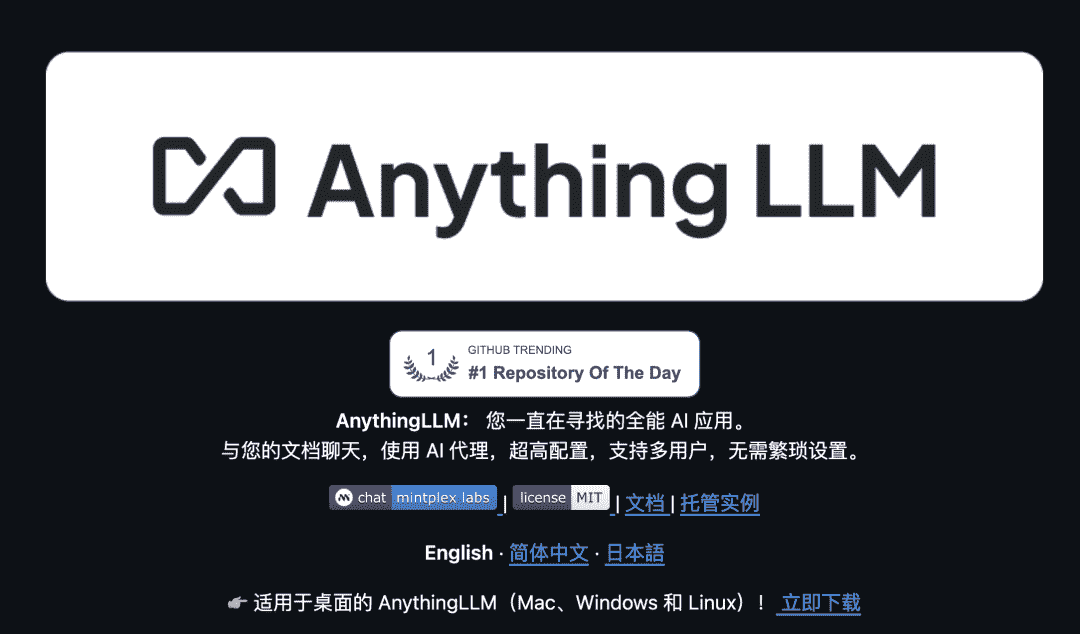 Anything LLM
1
GITHUB TRENDING
#1 Repository Of The Day
AnythingLLM： 您一直在寻找的全能 AI 应用。
与您的文档聊天，使用 AI 代理，超高配置，支持多用户，无需繁琐设置。
chat mintplex labs | license MIT | 文档 | 托管实例
English · 简体中文 · 日本語
适用于桌面的 AnythingLLM（Mac、Windows 和 Linux）！ 立即下载